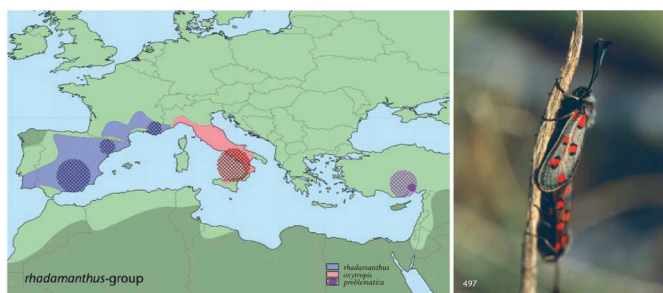 rhadamanthus-group
rhadamanthus
oxytropis
problematica
497